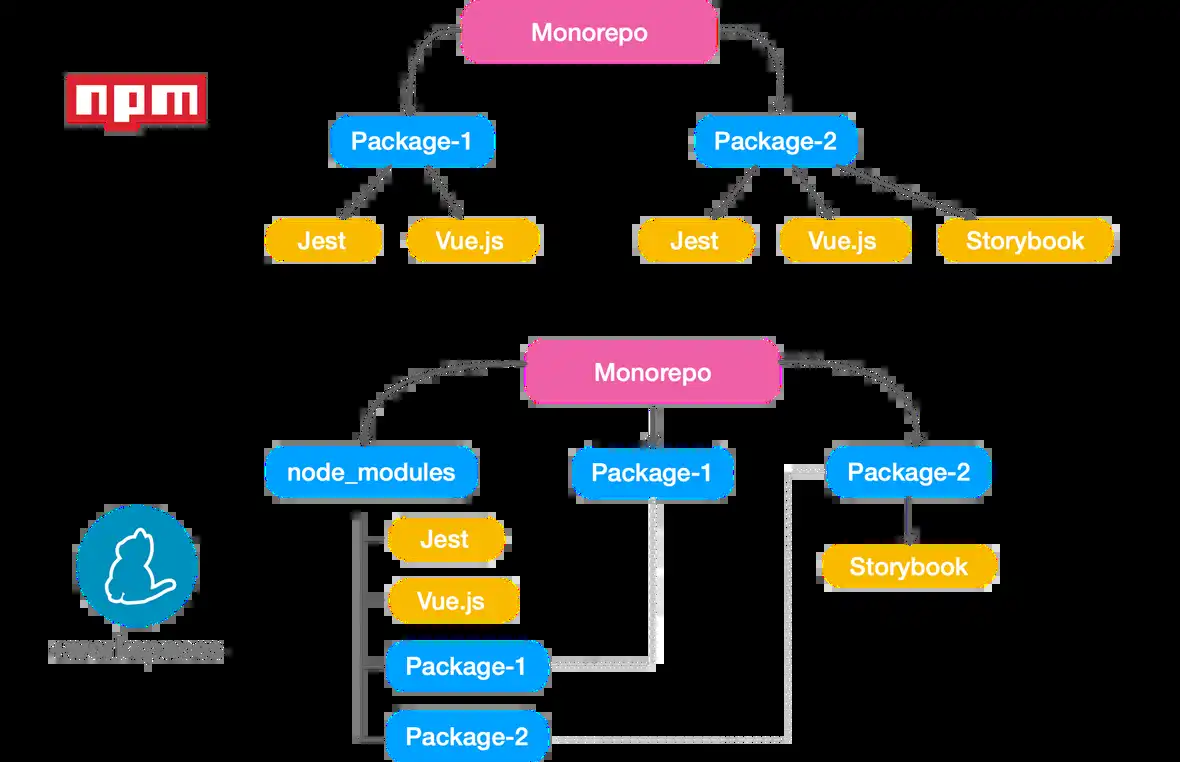 Monorepo
npm
Package-1
Package-2
Jest
Vue.js
Jest
Vue.js
Storybook
Monorepo
node_modules
Package-1
Package-2
Jest
Storybook
Vue.js
Package-1
Package-2